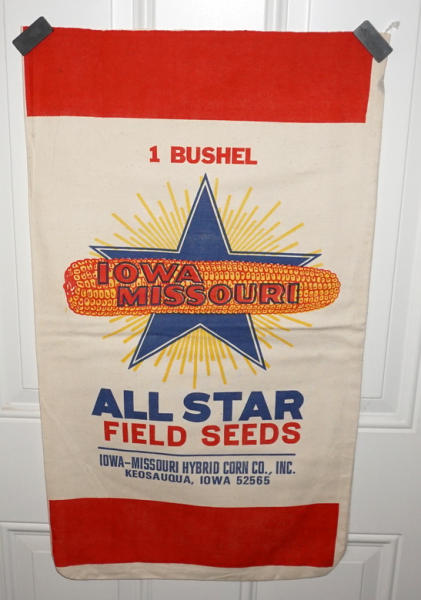 1 BUSHEL
IOWA
MISSOURI
ALL STAR
FIELD SEEDS
IOWA-MISSOURI HYBRID CORN CO., INC.
KEOSAUQUA, IOWA 52565